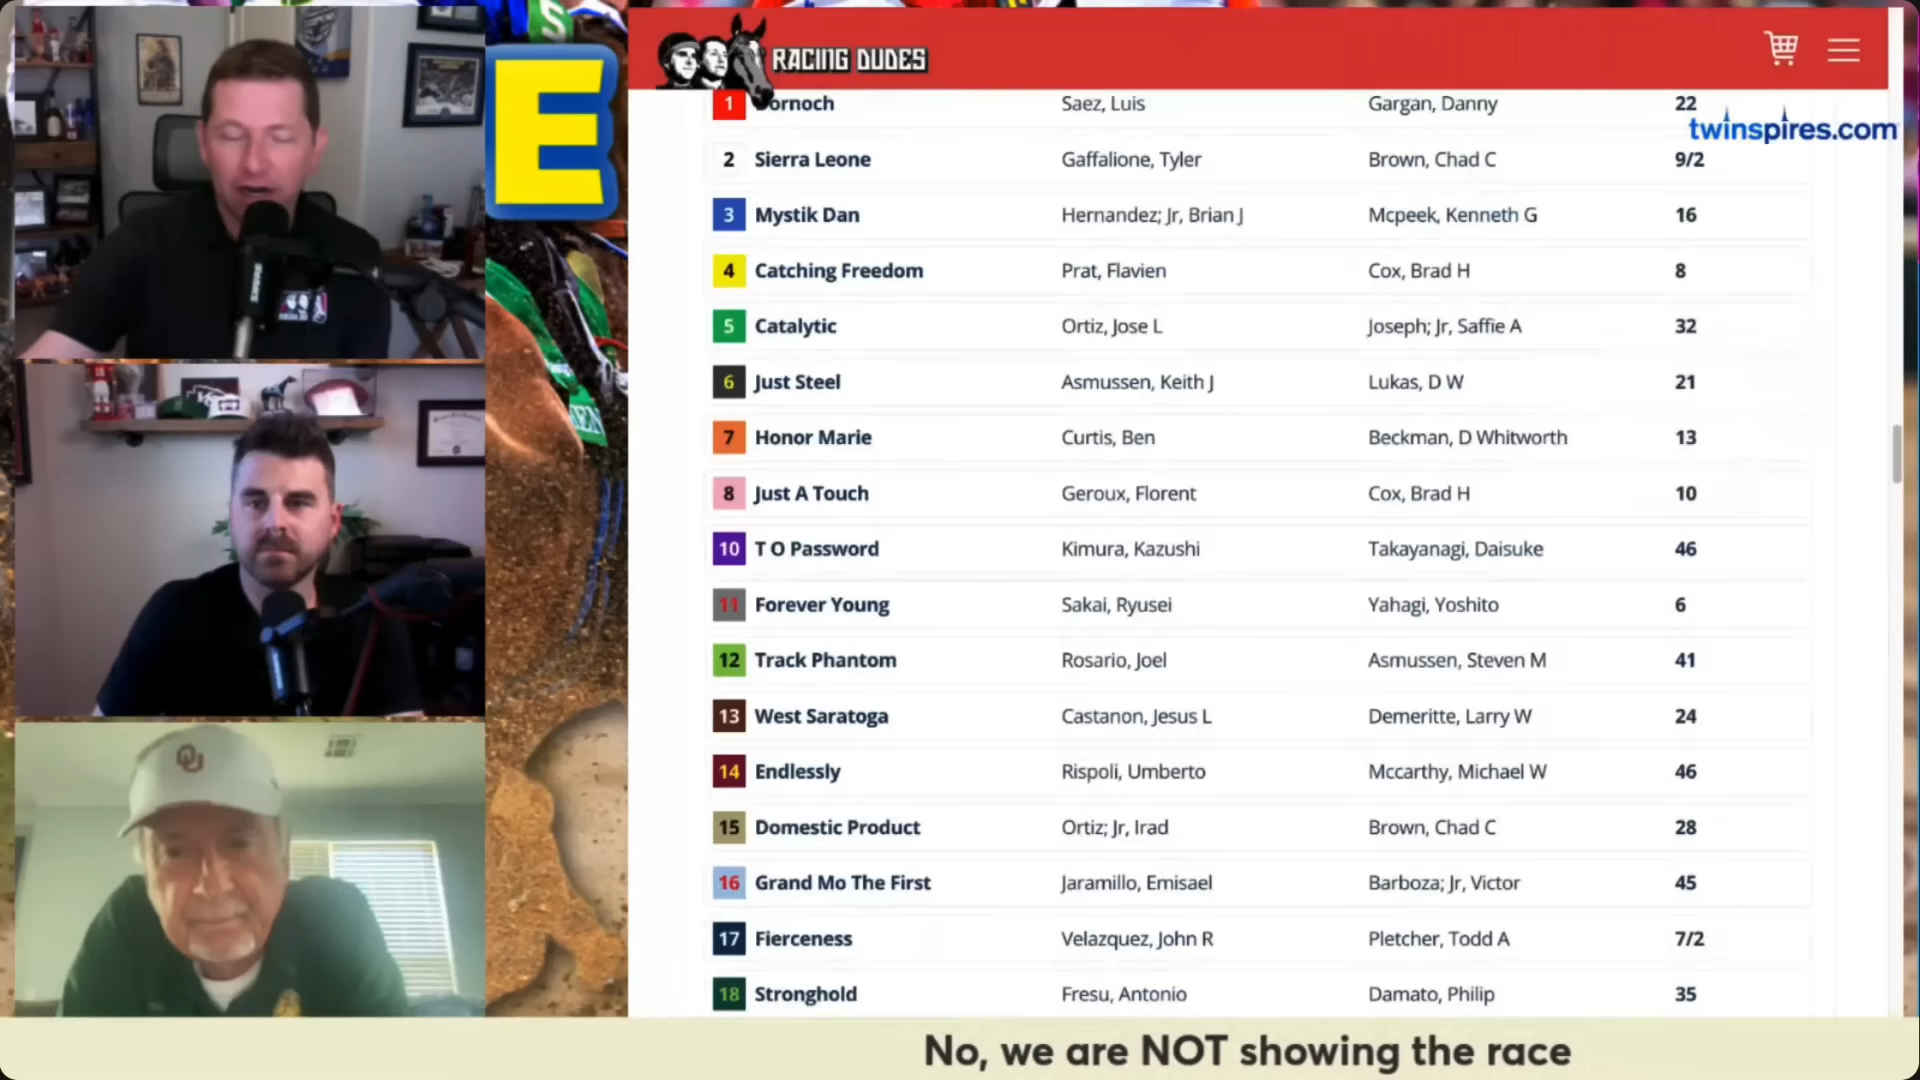 S
E
RACING DUDES
twinspires.com
1 Dornoch Saez, Luis Gargan, Danny 22
2 Sierra Leone Gaffalione, Tyler Brown, Chad C 9/2
3 Mystik Dan Hernandez; Jr, Brian J Mcpeek, Kenneth G 16
4 Catching Freedom Prat, Flavien Cox, Brad H 8
5 Catalytic Ortiz, Jose L Joseph; Jr, Saffie A 32
6 Just Steel Asmussen, Keith J Lukas, D W 21
7 Honor Marie Curtis, Ben Beckman, D Whitworth 13
8 Just A Touch Geroux, Florent Cox, Brad H 10
10 T O Password Kimura, Kazushi Takayanagi, Daisuke 46
11 Forever Young Sakai, Ryusei Yahagi, Yoshito 6
12 Track Phantom Rosario, Joel Asmussen, Steven M 41
13 West Saratoga Castanon, Jesus L Demeritte, Larry W 24
14 Endlessly Rispoli, Umberto Mccarthy, Michael W 46
15 Domestic Product Ortiz; Jr, Irad Brown, Chad C 28
16 Grand Mo The First Jaramillo, Emisael Barboza; Jr, Victor 45
17 Fierceness Velazquez, John R Pletcher, Todd A 7/2
18 Stronghold Fresu, Antonio Damato, Philip 35
OU
No, we are NOT showing the race